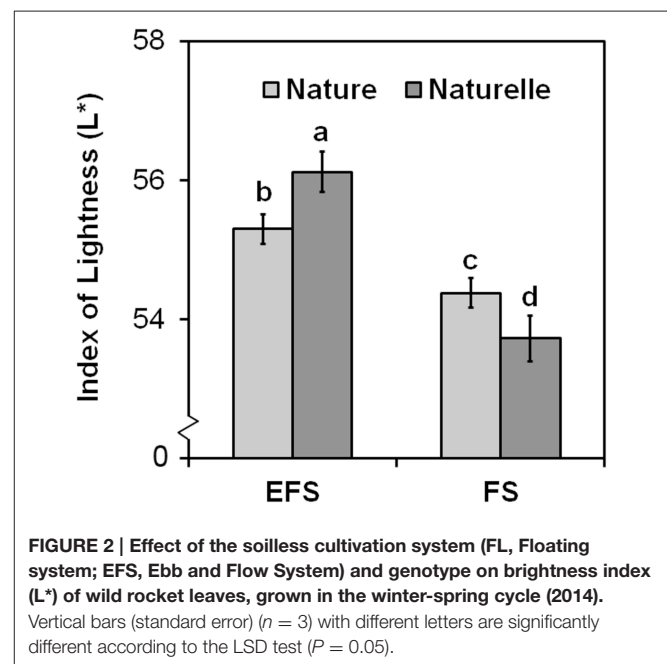 58
Nature Naturelle
a
56
b
c
d
54
0
EFS FS
Index of Lightness (L*)
FIGURE 2 | Effect of the soilless cultivation system (FL, Floating
system; EFS, Ebb and Flow System) and genotype on brightness index
(L*) of wild rocket leaves, grown in the winter-spring cycle (2014).
Vertical bars (standard error) (n = 3) with different letters are significantly
different according to the LSD test (P = 0.05).